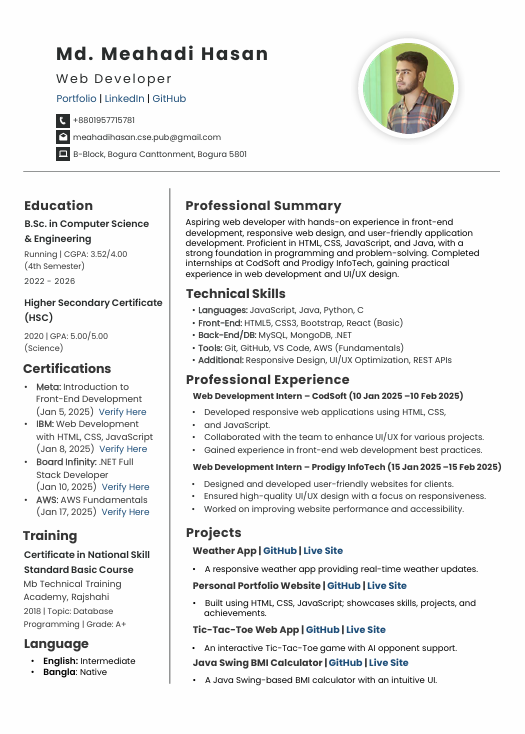 Md. Meahadi Hasan
Web Developer
Portfolio | LinkedIn | GitHub
+8801957715781
meahadihasan.cse.pub@gmail.com
B-Block, Bogura Canttonment, Bogura 5801
Education
B.Sc. in Computer Science
& Engineering
Running | CGPA: 3.52/4.00
(4th Semester)
2022 - 2026
Higher Secondary Certificate
(HSC)
2020 | GPA: 5.00/5.00
(Science)
Certifications
• Meta: Introduction to
Front-End Development
(Jan 5, 2025) Verify Here
• IBM: Web Development
with HTML, CSS, JavaScript
(Jan 8, 2025) Verify Here
• Board Infinity: .NET Full
Stack Developer
(Jan 10, 2025) Verify Here
• AWS: AWS Fundamentals
(Jan 17, 2025) Verify Here
Training
Certificate in National Skill
Standard Basic Course
Mb Technical Training
Academy, Rajshahi
2018 | Topic: Database
Programming | Grade: A+
Language
• English: Intermediate
• Bangla: Native
Professional Summary
Aspiring web developer with hands-on experience in front-end
development, responsive web design, and user-friendly application
development. Proficient in HTML, CSS, JavaScript, and Java, with a
strong foundation in programming and problem-solving. Completed
internships at CodSoft and Prodigy InfoTech, gaining practical
experience in web development and UI/UX design.
Technical Skills
• Languages: JavaScript, Java, Python, C
• Front-End: HTML5, CSS3, Bootstrap, React (Basic)
• Back-End/DB: MySQL, MongoDB, .NET
• Tools: Git, GitHub, VS Code, AWS (Fundamentals)
• Additional: Responsive Design, UI/UX Optimization, REST APIs
Professional Experience
Web Development Intern – CodSoft (10 Jan 2025 –10 Feb 2025)
• Developed responsive web applications using HTML, CSS,
• and JavaScript.
• Collaborated with the team to enhance UI/UX for various projects.
• Gained experience in front-end web development best practices.
Web Development Intern – Prodigy InfoTech (15 Jan 2025 –15 Feb 2025)
• Designed and developed user-friendly websites for clients.
• Ensured high-quality UI/UX design with a focus on responsiveness.
• Worked on improving website performance and accessibility.
Projects
Weather App | GitHub | Live Site
• A responsive weather app providing real-time weather updates.
Personal Portfolio Website | GitHub | Live Site
• Built using HTML, CSS, JavaScript; showcases skills, projects, and
achievements.
Tic-Tac-Toe Web App | GitHub | Live Site
• An interactive Tic-Tac-Toe game with AI opponent support.
Java Swing BMI Calculator | GitHub | Live Site
• A Java Swing-based BMI calculator with an intuitive UI.